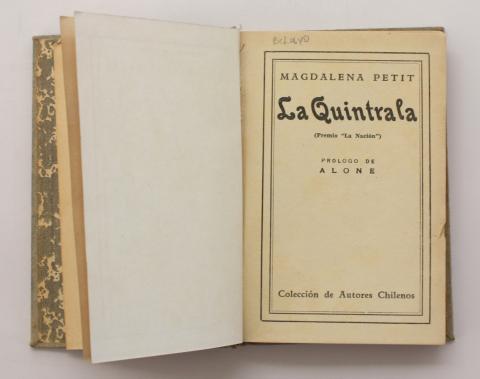 MAGDALENA PETIT
La Quintrala
(Premio "La Nación")
PROLOGO DE
ALONE
Colección de Autores Chilenos